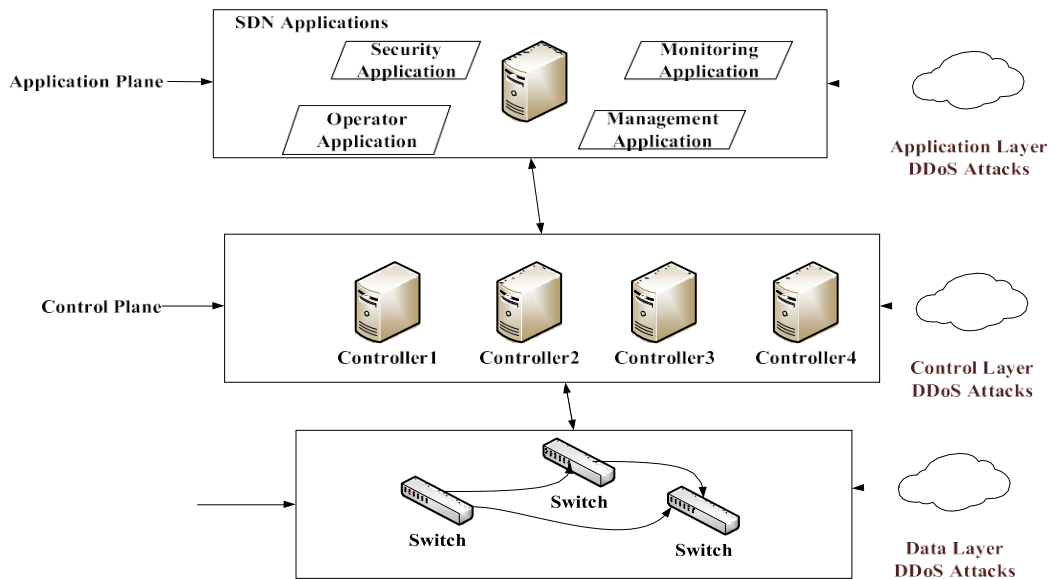 SDN Applications
Security
Application
Monitoring
Application
Application Plane
Operator
Application
Management
Application
Application Layer
DDoS Attacks
Control Plane
Controller1
Controller2
Controller3
Controller4
Control Layer
DDoS Attacks
Switch
Switch
Switch
Data Layer
DDoS Attacks